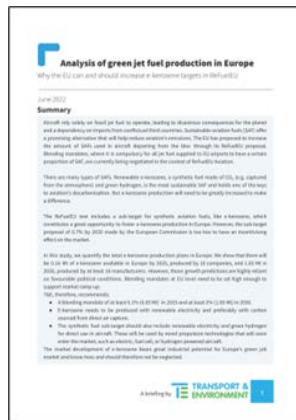 Analysis of green jet fuel production in Europe
Why the EU can and should increase e-kerosene targets in ReFuelEU
June 2022
Summary
Aircraft rely solely on fossil jet fuel to operate, leading to disastrous consequences for the planet
and a dependency on imports from conflictual third countries. Sustainable aviation fuels (SAF) offer
a promising alternative that will help reduce aviation's emissions. The EU has proposed to increase
the amount of SAFs used in aircraft departing from the bloc through its ReFuelEU proposal.
Blending mandates, where it is compulsory for all jet fuel supplied to EU airports to have a certain
proportion of SAF, are currently being negotiated in the context of ReFuelEU Aviation.
There are many types of SAFs. Renewable e-kerosene, a synthetic fuel made of CO₂ (e.g. captured
from the atmosphere) and green hydrogen, is the most sustainable SAF and holds one of the keys
to aviation's decarbonisation. But e-kerosene production will need to be greatly increased to make
a difference.
The ReFuelEU text includes a sub-target for synthetic aviation fuels, like e-kerosene, which
constitutes a great opportunity to foster e-kerosene production in Europe. However, the sub-target
proposal of 0.7% by 2030 made by the European Commission is too low to have an incentivising
effect on the market.
In this study, we quantify the total e-kerosene production plans in Europe. We show that there will
be 0.16 Mt of e-kerosene available in Europe by 2025, produced by 10 companies, and 1.83 Mt in
2030, produced by at least 18 manufacturers. However, those growth predictions are highly reliant
on favourable political conditions. Blending mandates at EU level need to be set high enough to
support market ramp up.
T&E, therefore, recommends:
A blending mandate of at least 0.1% (0.05 Mt) in 2025 and at least 2% (1.00 Mt) in 2030.
E-kerosene needs to be produced with renewable electricity and preferably with carbon
sourced from direct air capture.
The synthetic fuel sub-target should also include renewable electricity and green hydrogen
for direct use in aircraft. These will be used by novel propulsion technologies that will soon
enter the market, such as electric, fuel cell, or hydrogen powered aircraft.
The market development of e-kerosene bears great industrial potential for Europe's green jet
market and know-how and should therefore not be neglected.
A briefing by TRANSPORT & ENVIRONMENT 1